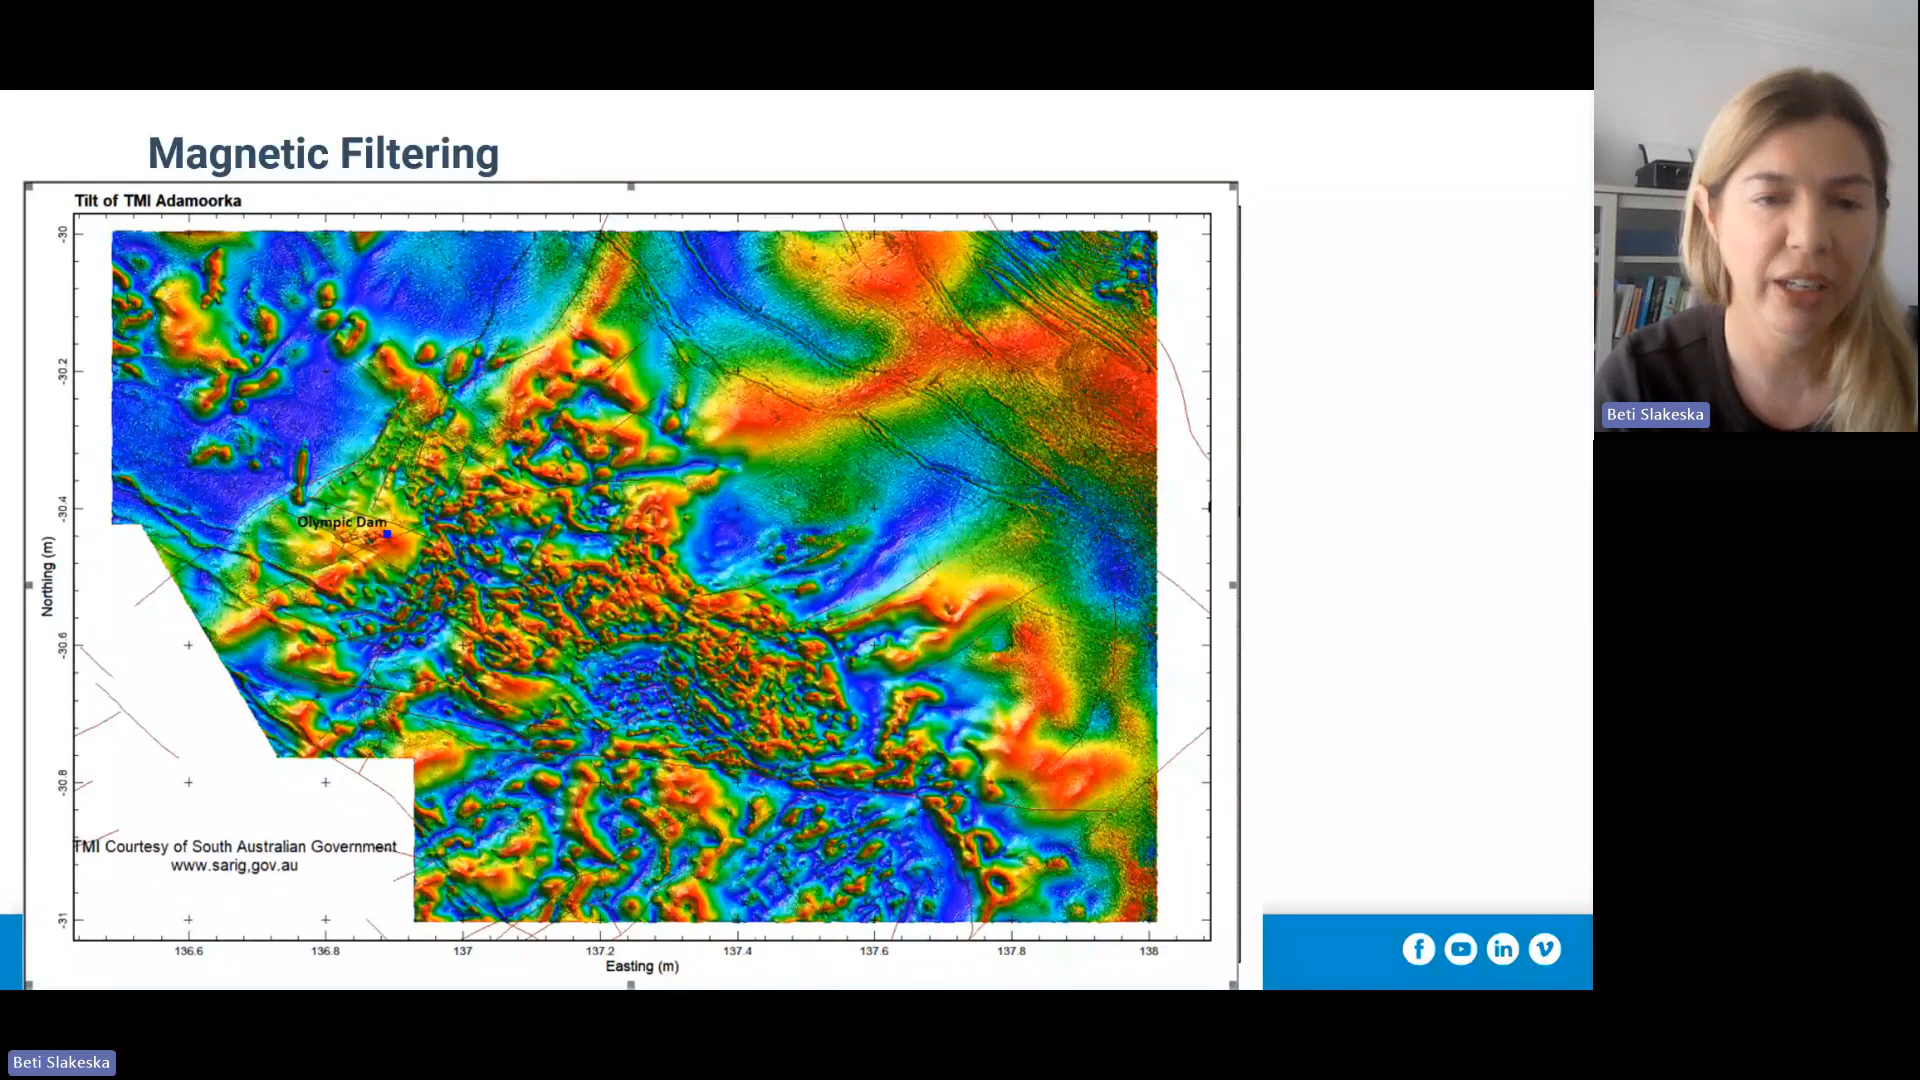 Magnetic Filtering
Tilt of TMI Adamoorka
-30
-30.2
-30.4
-30.6
-30.8
-31
Northing (m)
Olympic Dam
TMI Courtesy of South Australian Government
www.sarig,gov.au
136.6
136.8
137
137.2
137.4
137.6
137.8
138
Easting (m)
Beti Slakeska
Beti Slakeska